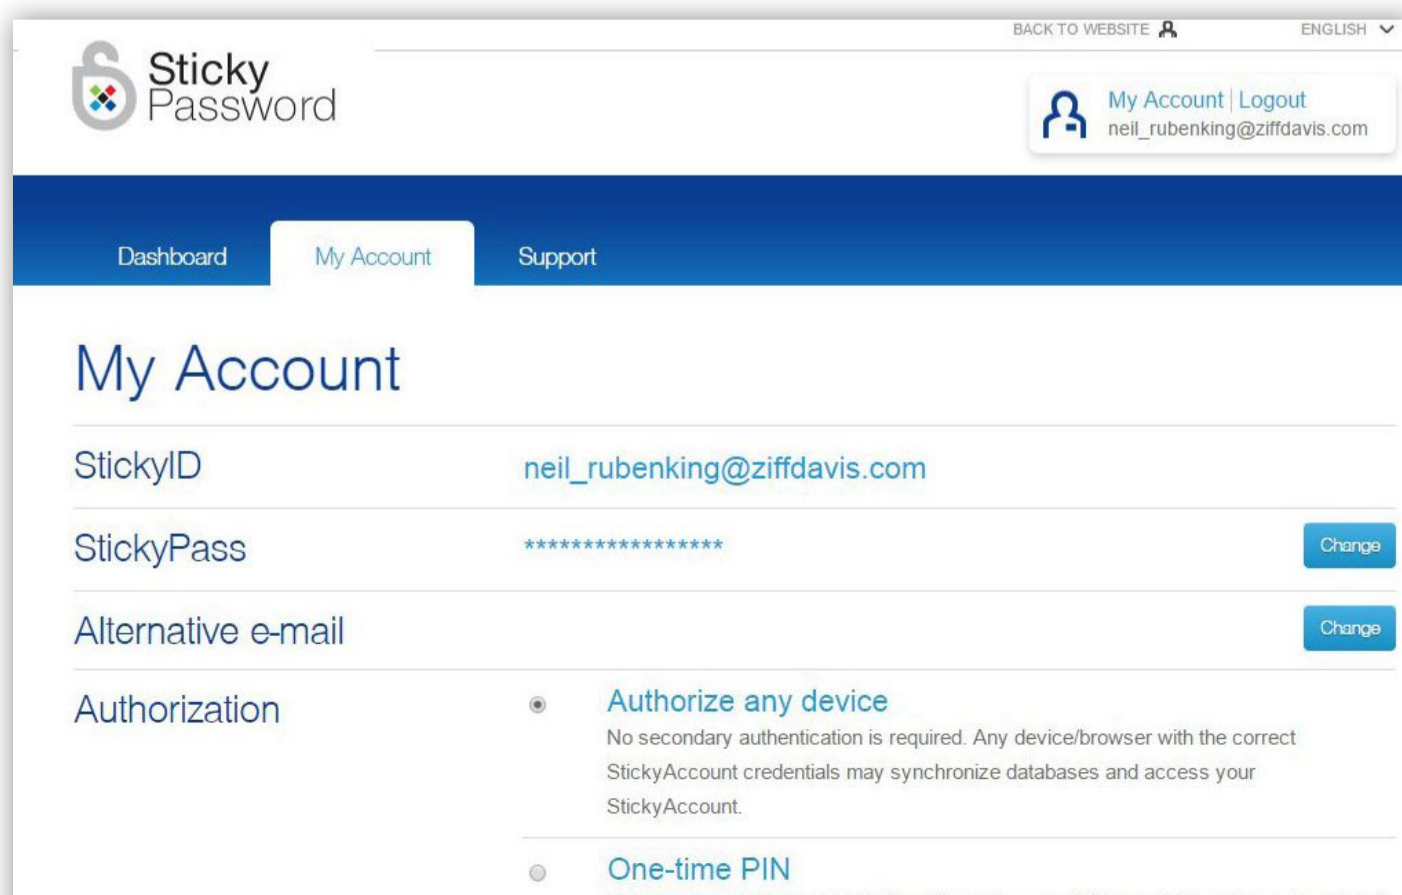 BACK TO WEBSITE
ENGLISH
Sticky
Password
My Account | Logout
neil_rubenking@ziffdavis.com
Dashboard
My Account
Support
My Account
StickyID
neil_rubenking@ziffdavis.com
StickyPass
*****************
Change
Alternative e-mail
Change
Authorization
Authorize any device
No secondary authentication is required. Any device/browser with the correct
StickyAccount credentials may synchronize databases and access your
StickyAccount.
One-time PIN